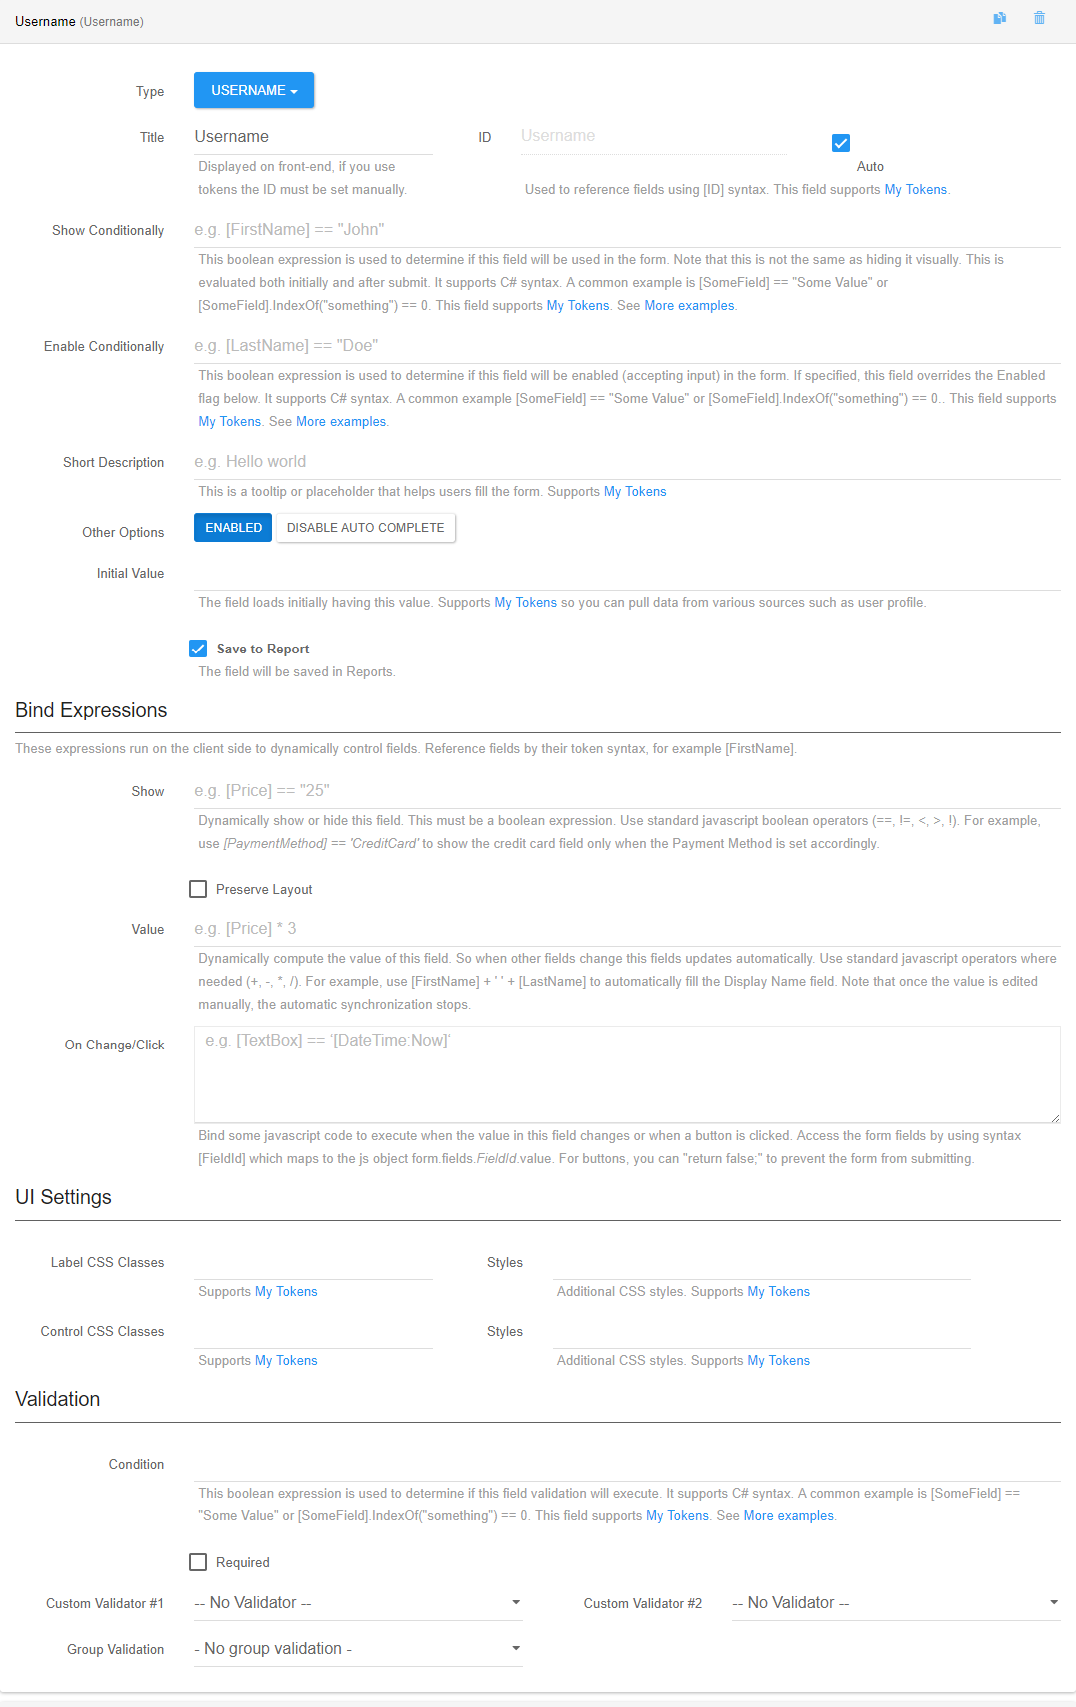 Username (Username)
Type
USERNAME
Title
Username
ID
Username
Auto
Displayed on front-end, if you use
tokens the ID must be set manually.
Used to reference fields using [ID] syntax. This field supports My Tokens.
Show Conditionally
e.g. [FirstName] == "John"
This boolean expression is used to determine if this field will be used in the form. Note that this is not the same as hiding it visually. This is
evaluated both initially and after submit. It supports C# syntax. A common example is [SomeField] == "Some Value" or
[SomeField].IndexOf("something") == 0. This field supports My Tokens. See More examples.
Enable Conditionally
e.g. [LastName] == "Doe"
This boolean expression is used to determine if this field will be enabled (accepting input) in the form. If specified, this field overrides the Enabled
flag below. It supports C# syntax. A common example [SomeField] == "Some Value" or [SomeField].IndexOf("something") == 0.. This field supports
My Tokens. See More examples.
Short Description
e.g. Hello world
This is a tooltip or placeholder that helps users fill the form. Supports My Tokens
Other Options
ENABLED
DISABLE AUTO COMPLETE
Initial Value
The field loads initially having this value. Supports My Tokens so you can pull data from various sources such as user profile.
Save to Report
The field will be saved in Reports.
Bind Expressions
These expressions run on the client side to dynamically control fields. Reference fields by their token syntax, for example [FirstName].
Show
e.g. [Price] == "25"
Dynamically show or hide this field. This must be a boolean expression. Use standard javascript boolean operators (==, !=, <, >, !). For example,
use [PaymentMethod] == 'CreditCard' to show the credit card field only when the Payment Method is set accordingly.
Preserve Layout
Value
e.g. [Price] * 3
Dynamically compute the value of this field. So when other fields change this fields updates automatically. Use standard javascript operators where
needed (+, -, *, /). For example, use [FirstName] + ' ' + [LastName] to automatically fill the Display Name field. Note that once the value is edited
manually, the automatic synchronization stops.
On Change/Click
e.g. [TextBox] == '[DateTime:Now]'
Bind some javascript code to execute when the value in this field changes or when a button is clicked. Access the form fields by using syntax
[FieldId] which maps to the js object form.fields.FieldId.value. For buttons, you can "return false;" to prevent the form from submitting.
UI Settings
Label CSS Classes
Styles
Supports My Tokens
Additional CSS styles. Supports My Tokens
Control CSS Classes
Styles
Supports My Tokens
Additional CSS styles. Supports My Tokens
Validation
Condition
This boolean expression is used to determine if this field validation will execute. It supports C# syntax. A common example is [SomeField] ==
"Some Value" or [SomeField].IndexOf("something") == 0. This field supports My Tokens. See More examples.
Required
Custom Validator #1
-- No Validator --
Custom Validator #2
-- No Validator --
Group Validation
- No group validation -